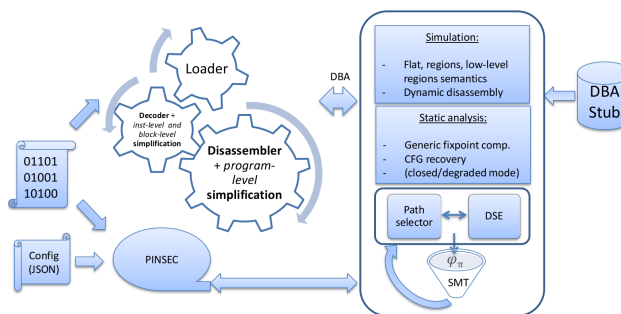 Loader
Decoder +
inst-level and
block-level
simplification
Disassembler
+ program-
level
simplification
01101
01001
10100
Config
(JSON)
PINSEC
DBA
Simulation:
- Flat, regions, low-level
regions semantics
- Dynamic disassembly
Static analysis:
- Generic fixpoint comp.
- CFG recovery
(closed/degraded mode)
Path
selector
DSE
φπ
SMT
DBA
Stub